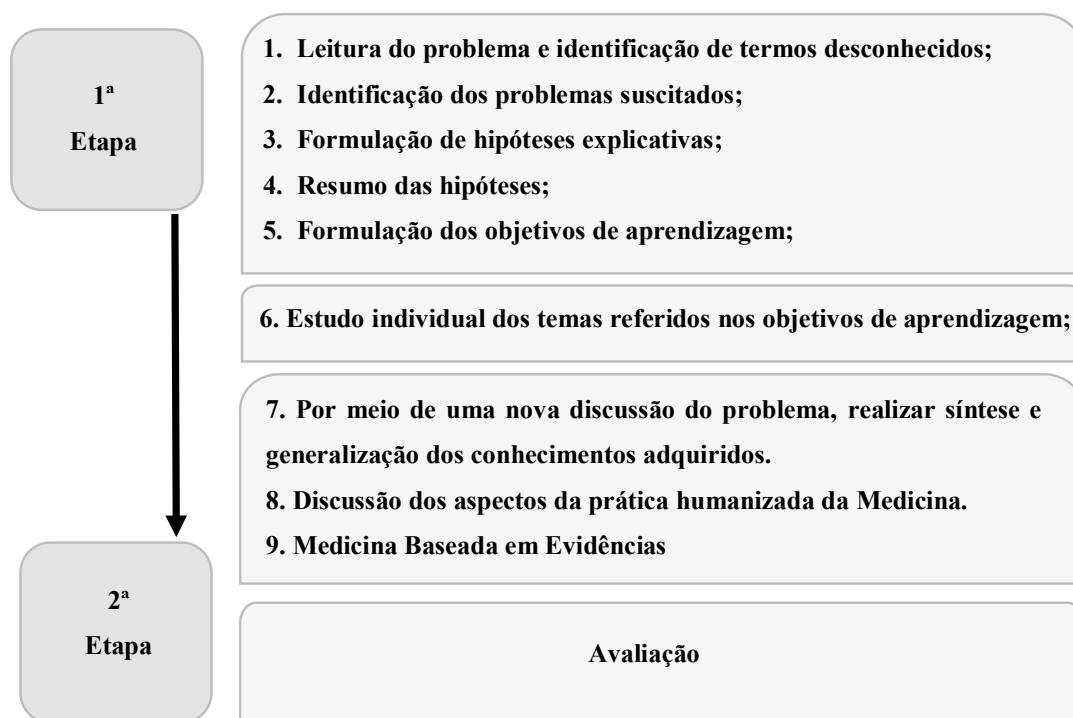 1ª
Etapa
1. Leitura do problema e identificação de termos desconhecidos;
2. Identificação dos problemas suscitados;
3. Formulação de hipóteses explicativas;
4. Resumo das hipóteses;
5. Formulação dos objetivos de aprendizagem;
6. Estudo individual dos temas referidos nos objetivos de aprendizagem;
7. Por meio de uma nova discussão do problema, realizar síntese e
generalização dos conhecimentos adquiridos.
8. Discussão dos aspectos da prática humanizada da Medicina.
9. Medicina Baseada em Evidências
2ª
Etapa
Avaliação